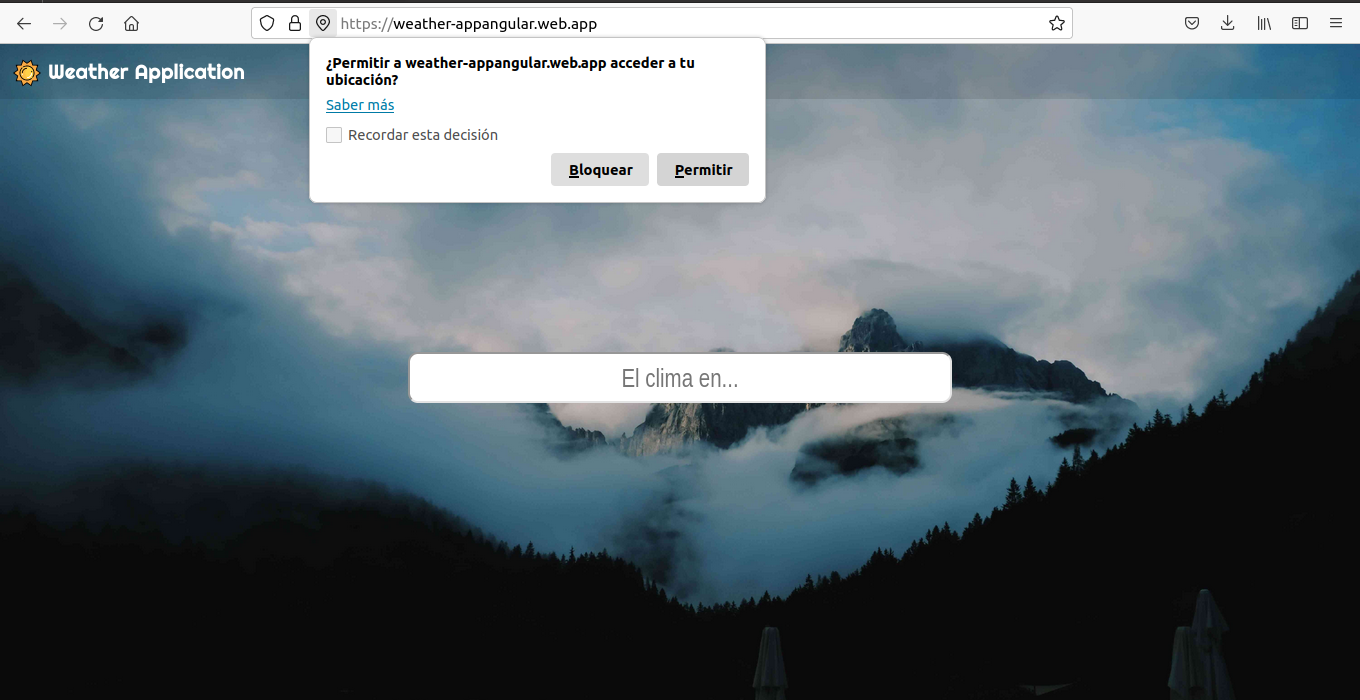 https://weather-appangular.web.app
Weather Application
¿Permitir a weather-appangular.web.app acceder a tu
ubicación?
Saber más
Recordar esta decisión
Bloquear
Permitir
El clima en...